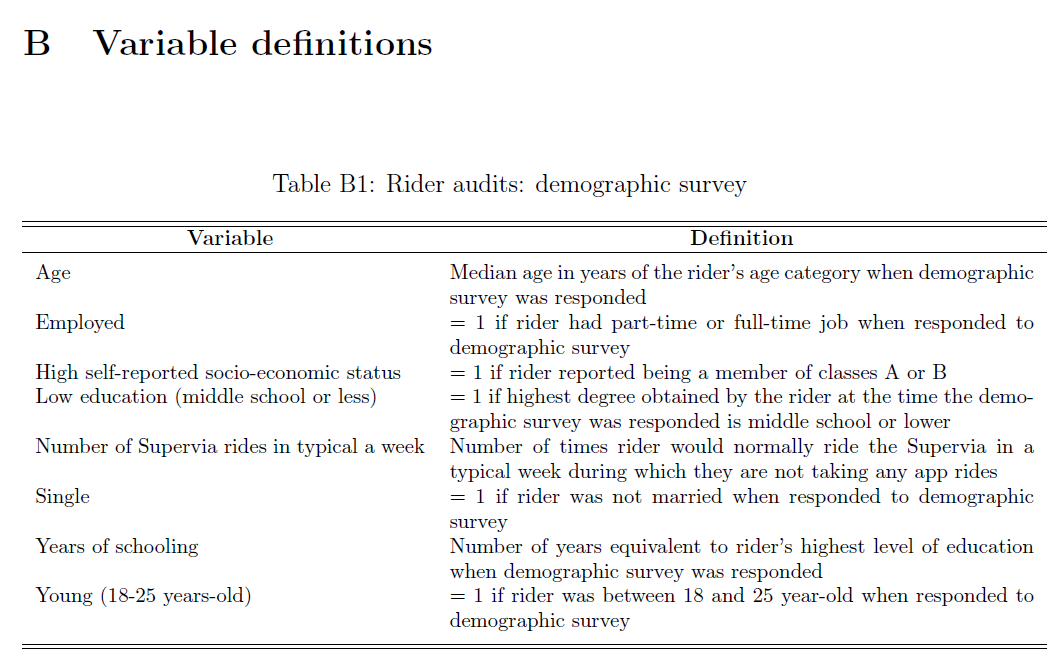 B Variable definitions
Table B1: Rider audits: demographic survey
Variable Definition
Age Median age in years of the rider's age category when demographic
survey was responded
Employed = 1 if rider had part-time or full-time job when responded to
demographic survey
High self-reported socio-economic status = 1 if rider reported being a member of classes A or B
Low education (middle school or less) = 1 if highest degree obtained by the rider at the time the demo-
graphic survey was responded is middle school or lower
Number of Supervia rides in typical a week Number of times rider would normally ride the Supervia in a
typical week during which they are not taking any app rides
Single = 1 if rider was not married when responded to demographic
survey
Years of schooling Number of years equivalent to rider's highest level of education
when demographic survey was responded
Young (18-25 years-old) = 1 if rider was between 18 and 25 year-old when responded to
demographic survey